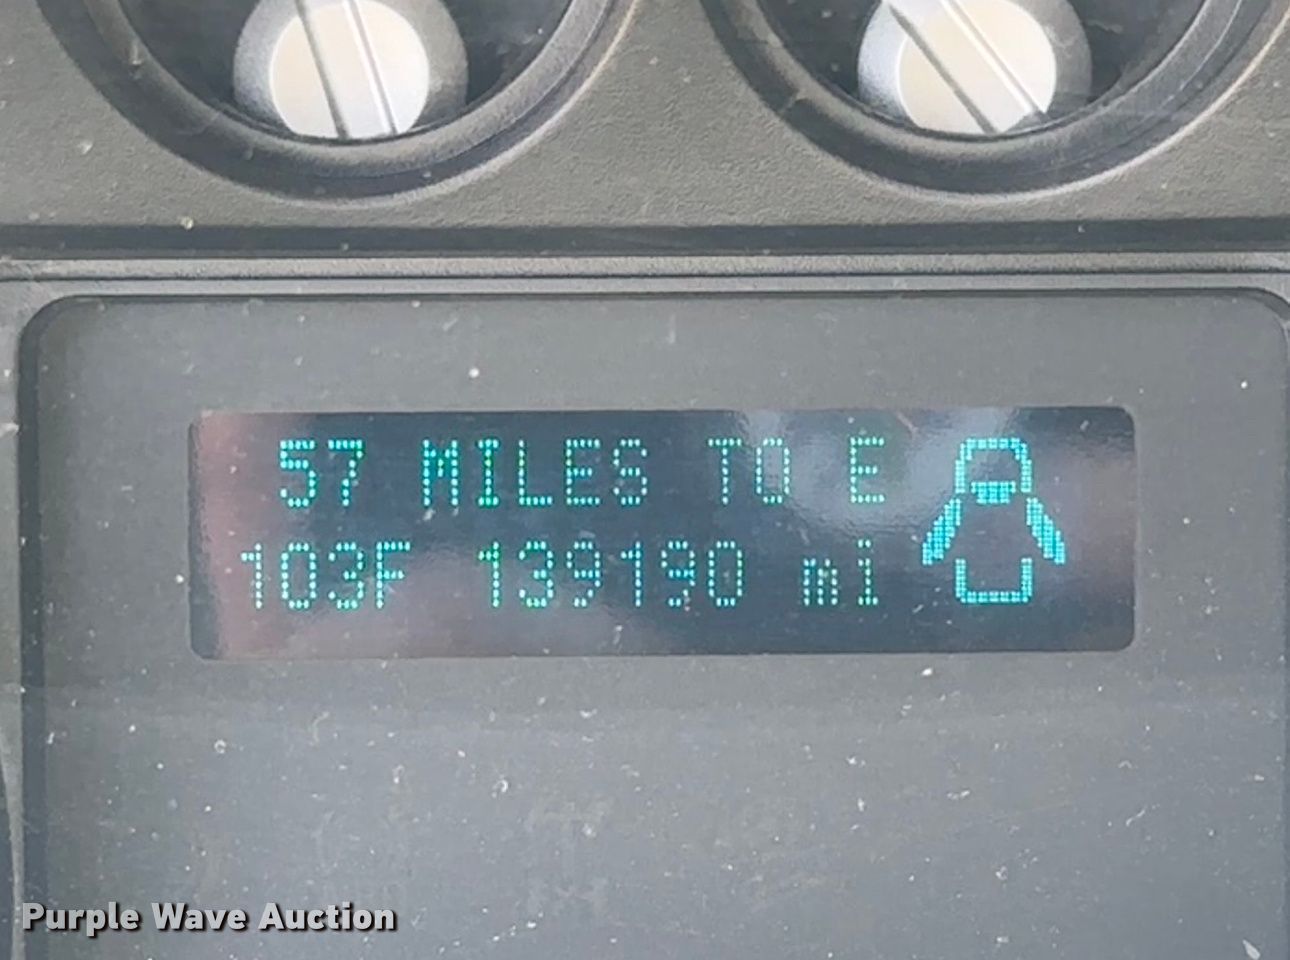 57 MILES TO E
103F 139190 mi
Purple Wave Auction